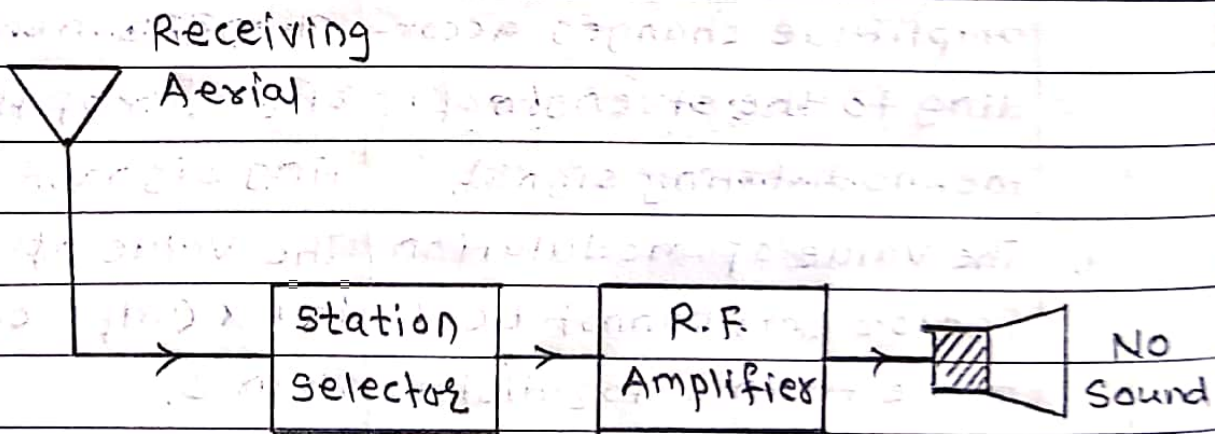 Receiving
Aerial
Station
Selector
R.F.
Amplifier
No
Sound